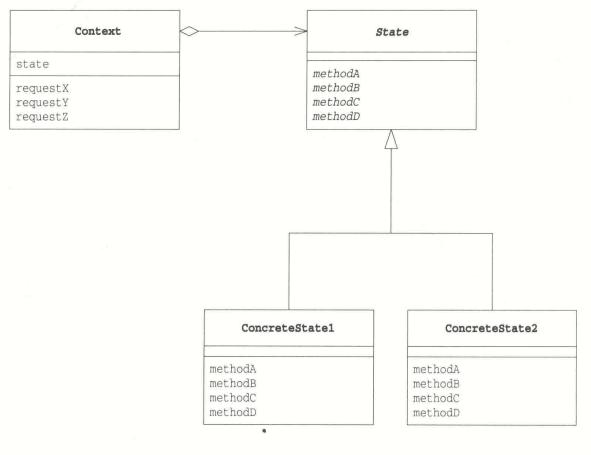 Context
state
requestX
requestY
requestZ
State
methodA
methodB
methodC
methodD
ConcreteState1
methodA
methodB
methodC
methodD
ConcreteState2
methodA
methodB
methodC
methodD